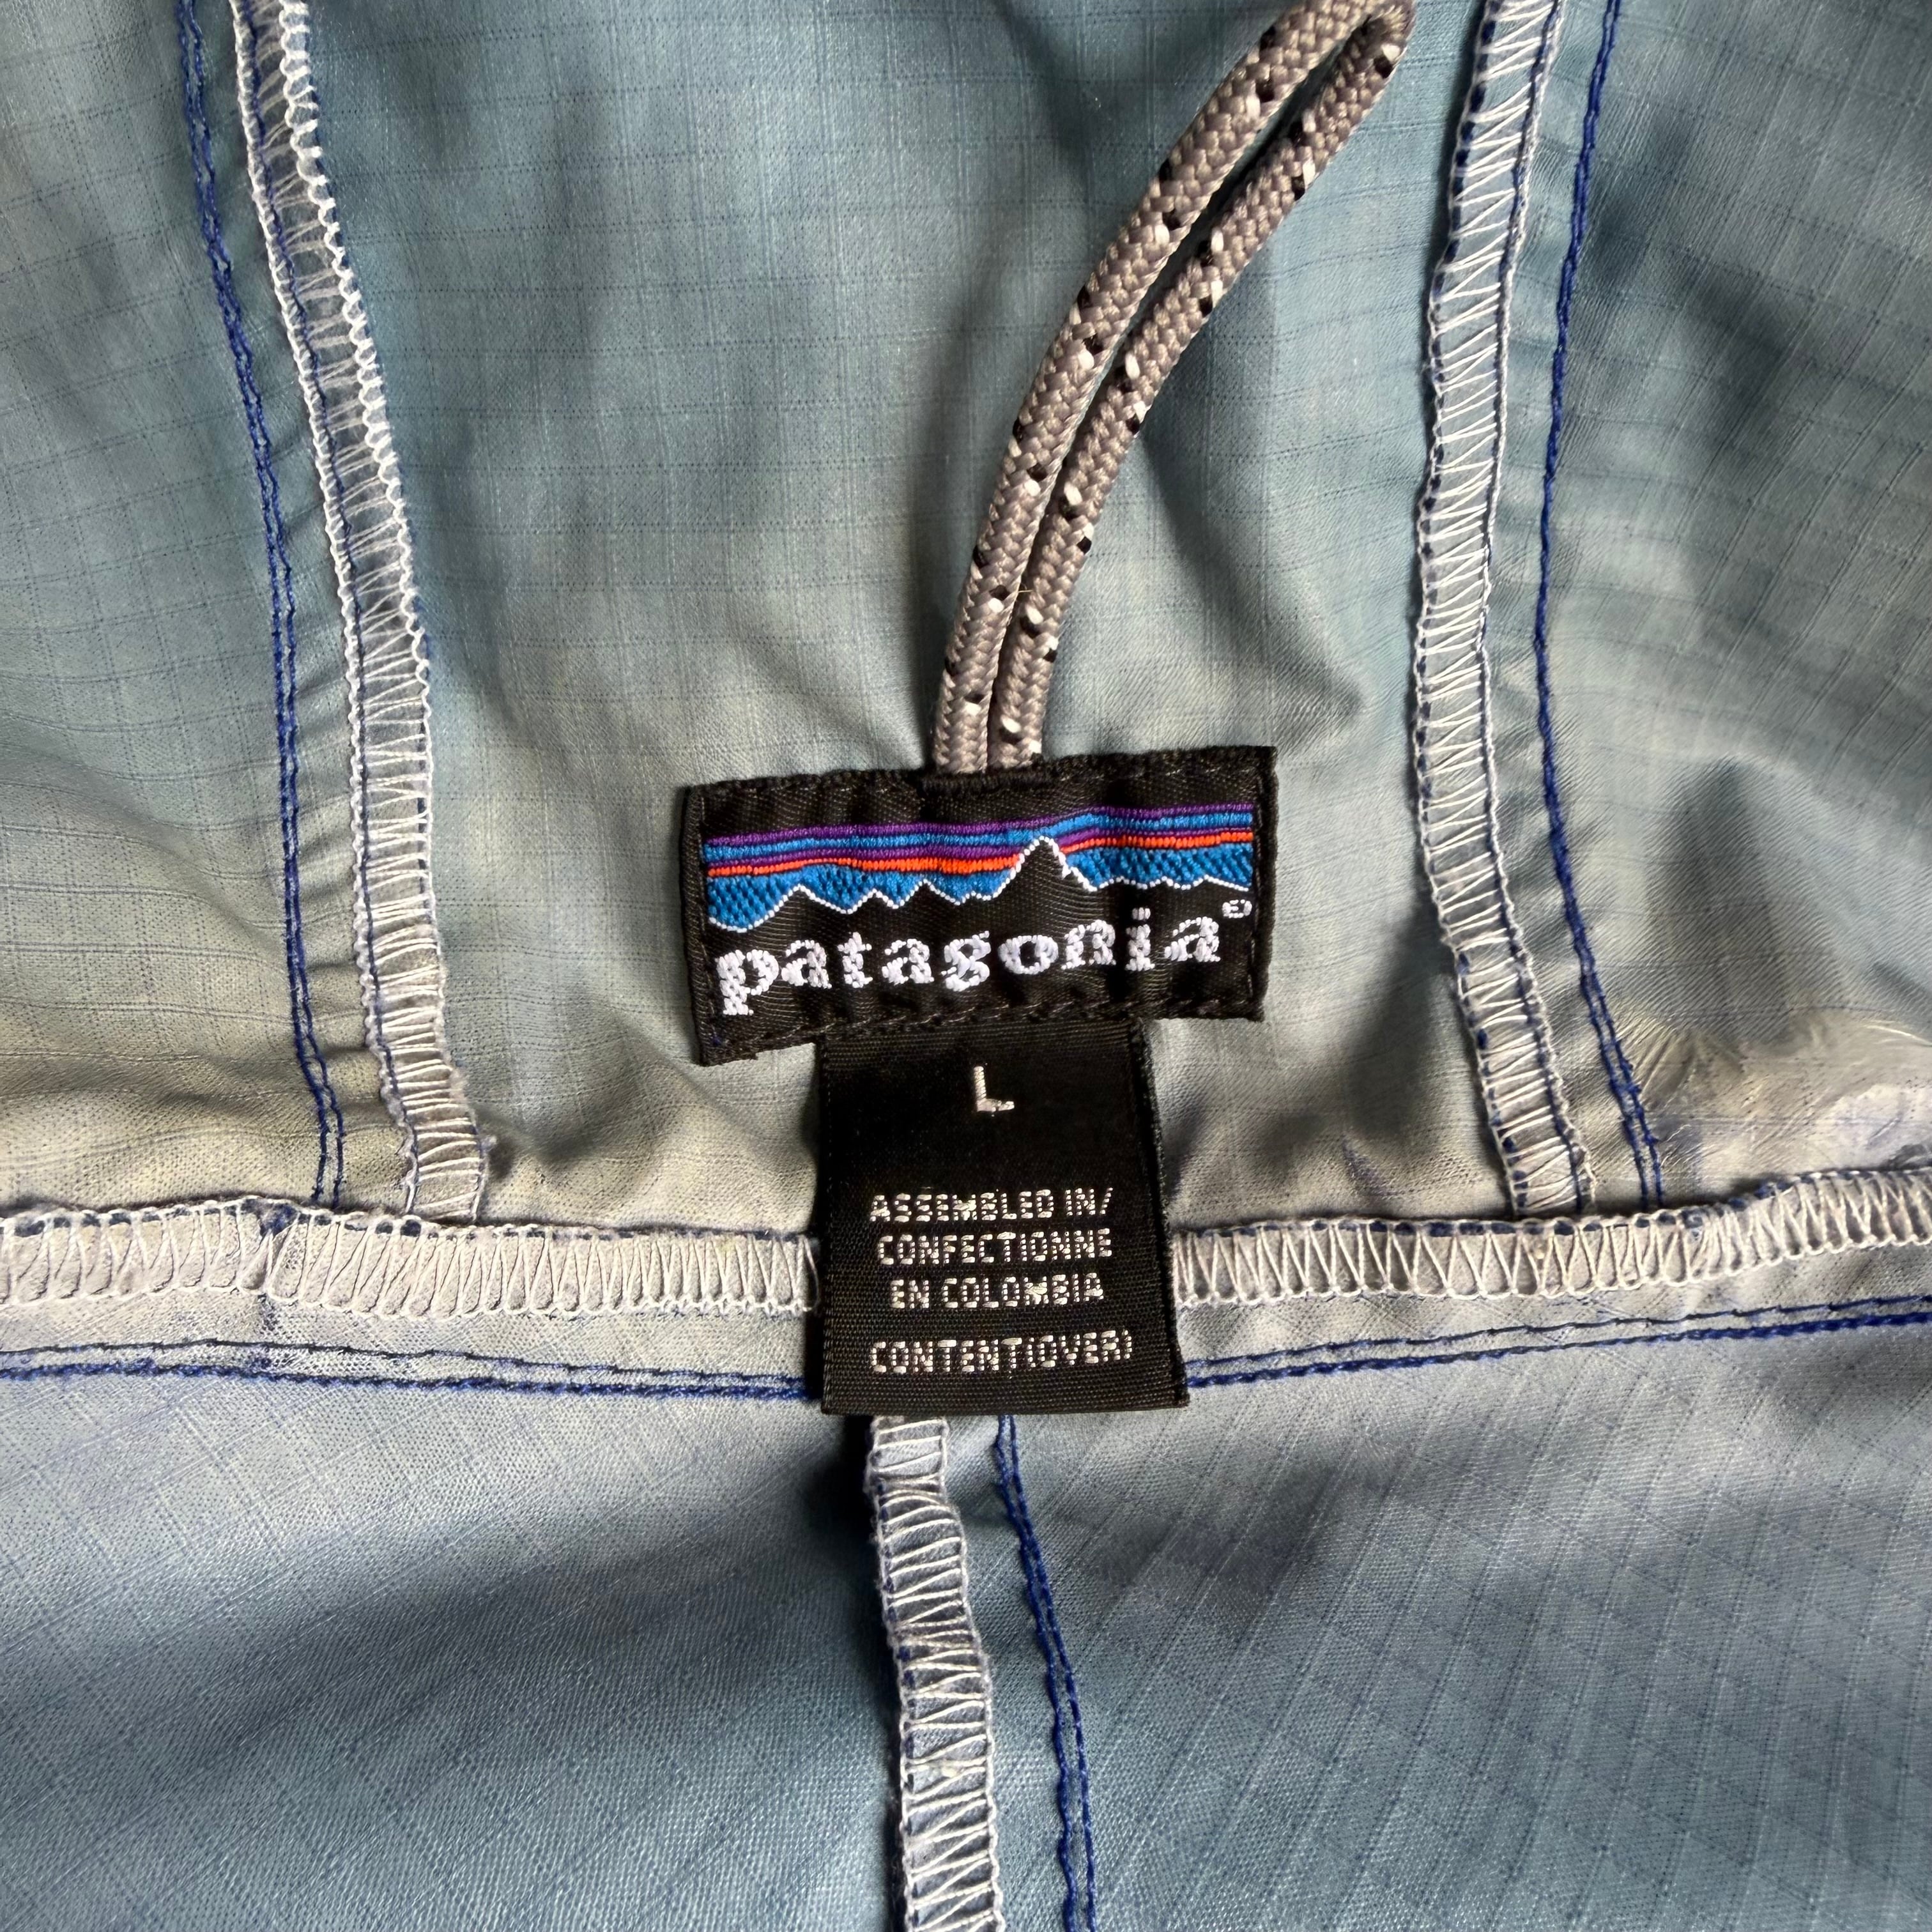 patagonia®
L
ASSEMBLED IN/
CONFECTIONNE
EN COLOMBIA
CONTENT(OVER)